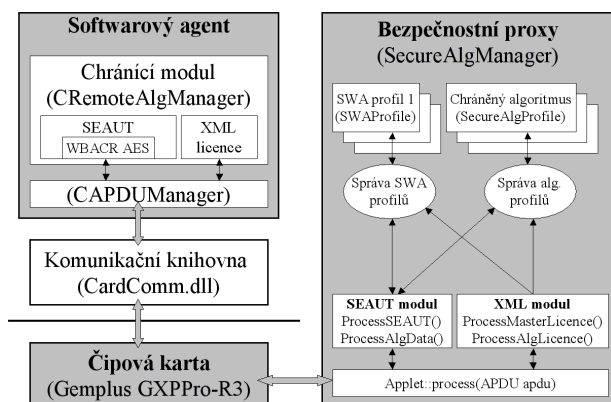 Softwarový agent
Chránící modul
(CRemoteAlgManager)
SEAUT
WBACR AES
XML
licence
(CAPDUManager)
Komunikační knihovna
(CardComm.dll)
Čipová karta
(Gemplus GXPPro-R3)
Bezpečnostní proxy
(SecureAlgManager)
SWA profil 1
(SWAProfile)
Chráněný algoritmus
(SecureAlgProfile)
Správa SWA
profilů
Správa alg.
profilů
SEAUT modul
ProcessSEAUT()
ProcessAlgData()
XML modul
ProcessMasterLicence()
ProcessAlgLicence()
Applet::process(APDU apdu)